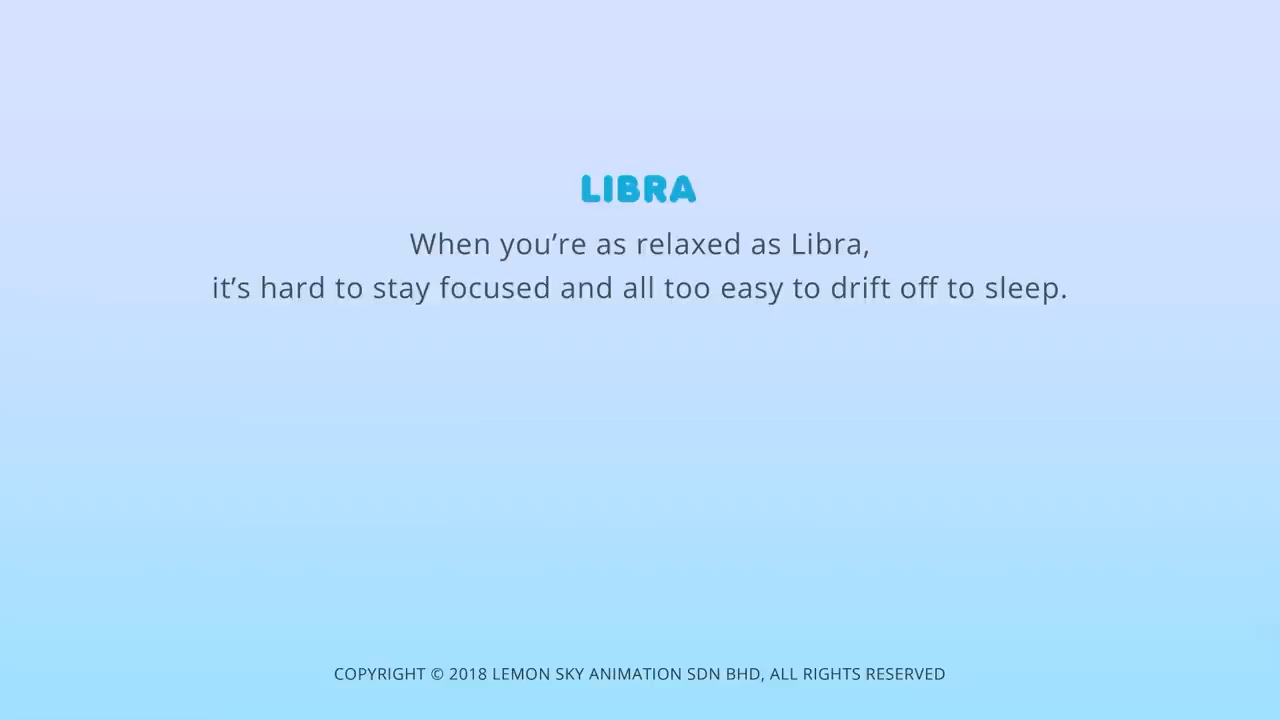 LIBRA
When you’re as relaxed as Libra,
it’s hard to stay focused and all too easy to drift off to sleep.
COPYRIGHT © 2018 LEMON SKY ANIMATION SDN BHD, ALL RIGHTS RESERVED